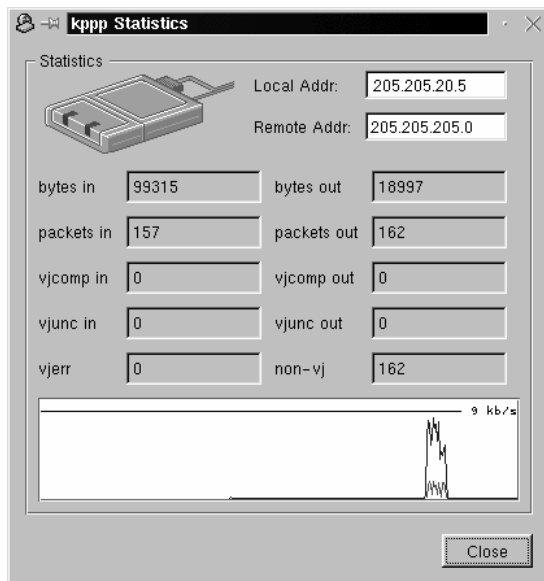 kppp Statistics
Statistics
Local Addr: 205.205.20.5
Remote Addr: 205.205.205.0
bytes in 99315 bytes out 18997
packets in 157 packets out 162
vjcomp in 0 vjcomp out 0
vjunc in 0 vjunc out 0
vjerr 0 non-vj 162
9 kb/s
Close